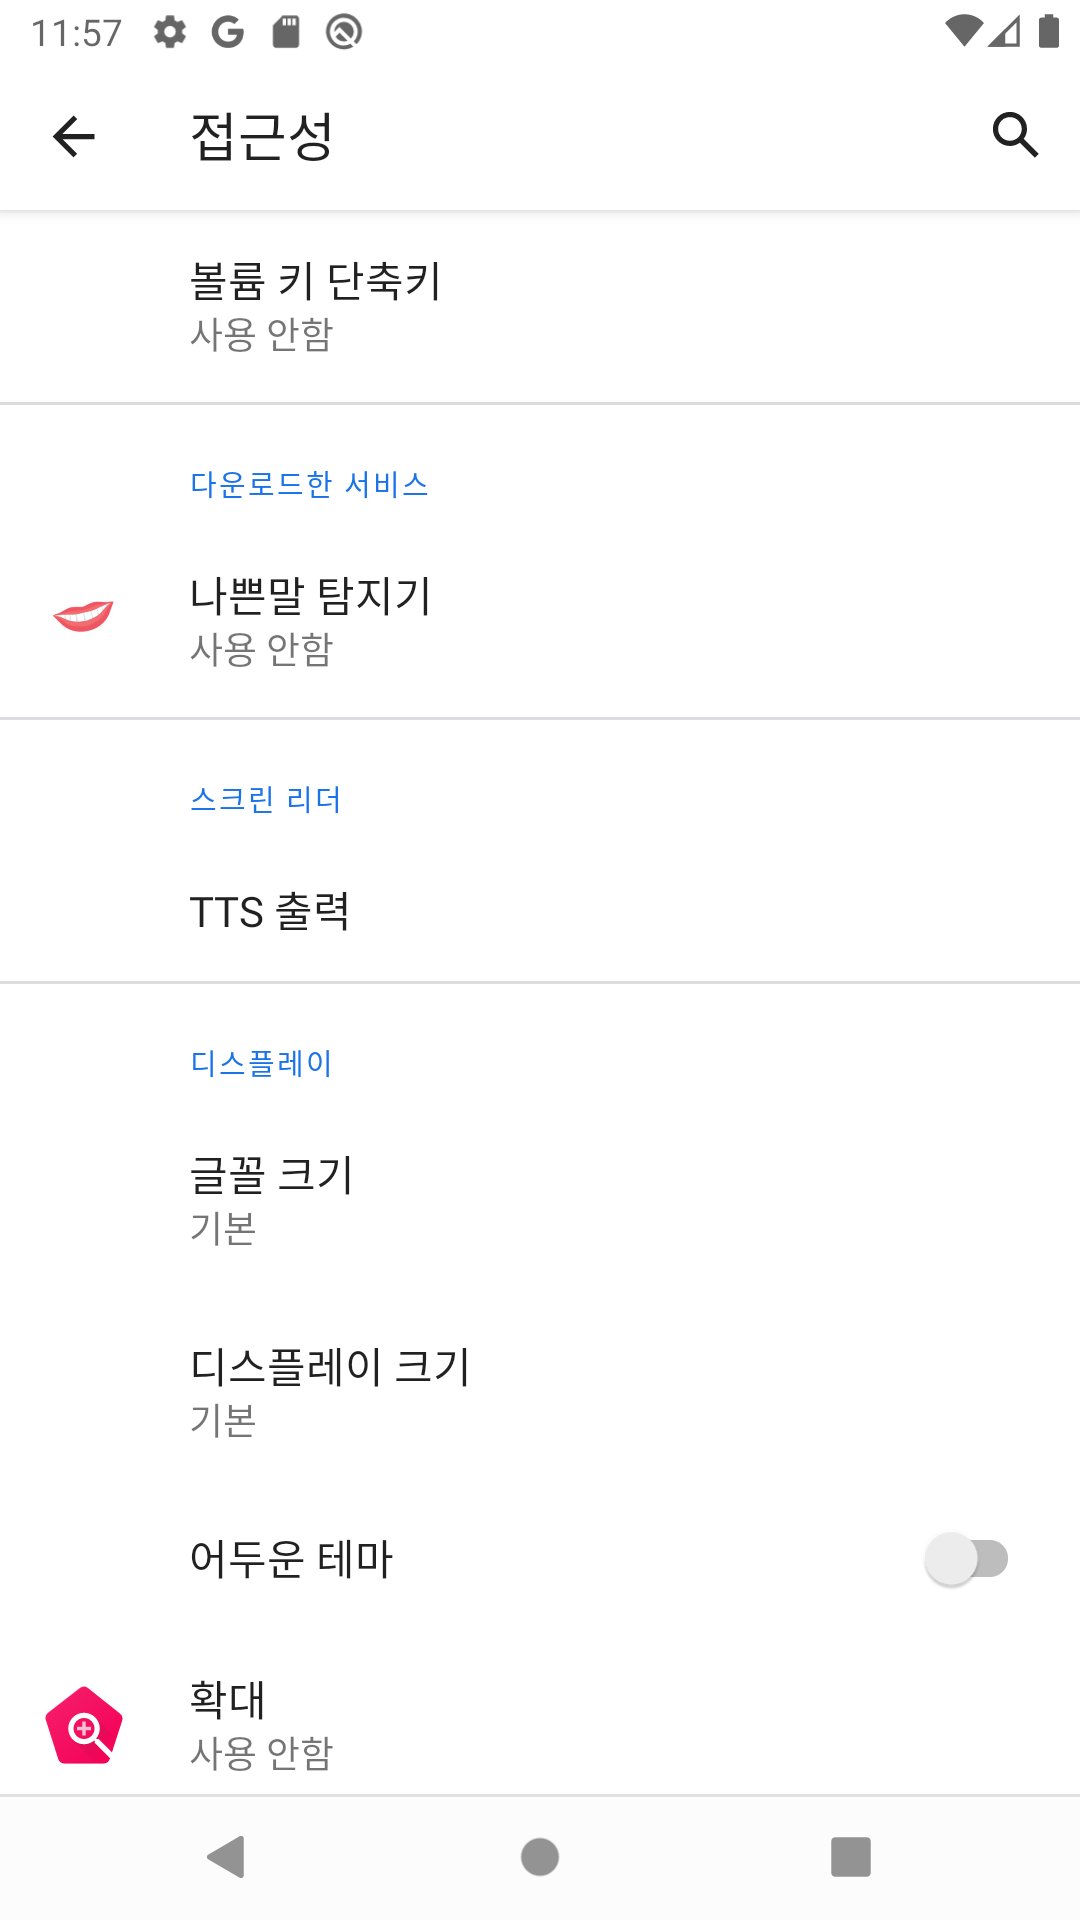 11:57
접근성
볼륨 키 단축키
사용 안함
다운로드한 서비스
나쁜말 탐지기
사용 안함
스크린 리더
TTS 출력
디스플레이
글꼴 크기
기본
디스플레이 크기
기본
어두운 테마
확대
사용 안함